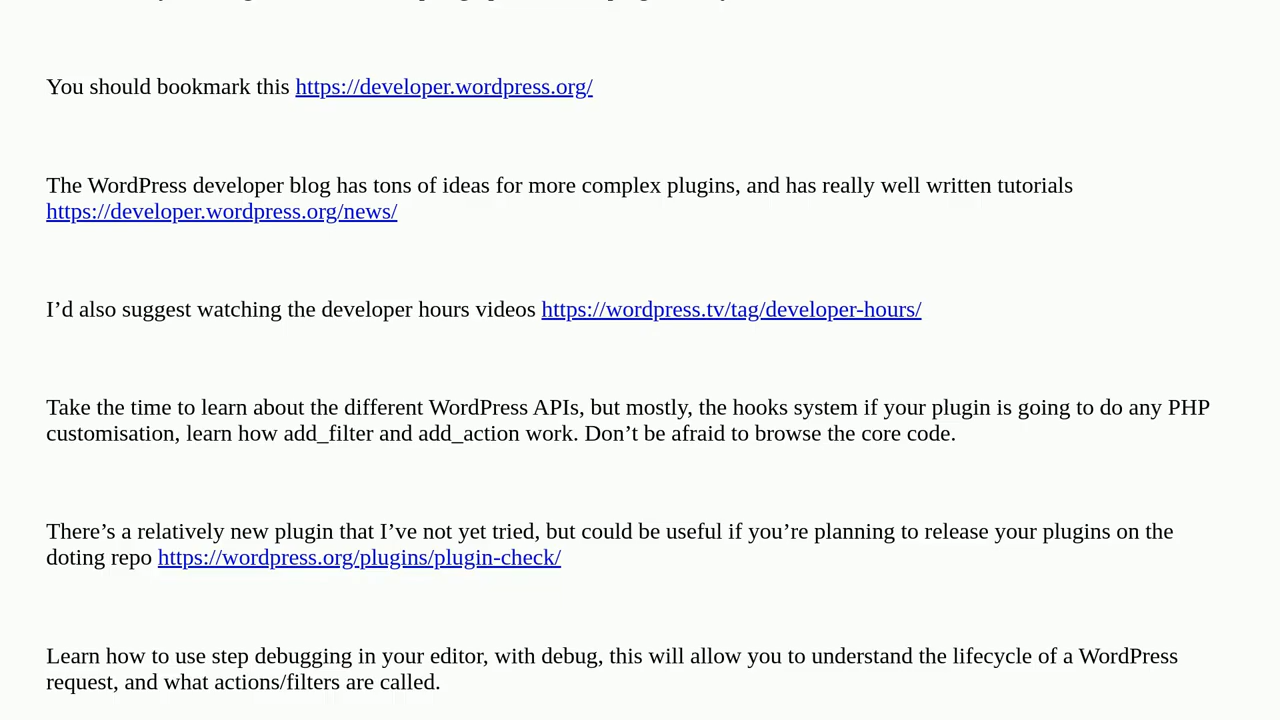 You should bookmark this https://developer.wordpress.org/
The WordPress developer blog has tons of ideas for more complex plugins, and has really well written tutorials
https://developer.wordpress.org/news/
I’d also suggest watching the developer hours videos https://wordpress.tv/tag/developer-hours/
Take the time to learn about the different WordPress APIs, but mostly, the hooks system if your plugin is going to do any PHP
customisation, learn how add_filter and add_action work. Don’t be afraid to browse the core code.
There’s a relatively new plugin that I’ve not yet tried, but could be useful if you’re planning to release your plugins on the
doting repo https://wordpress.org/plugins/plugin-check/
Learn how to use step debugging in your editor, with debug, this will allow you to understand the lifecycle of a WordPress
request, and what actions/filters are called.